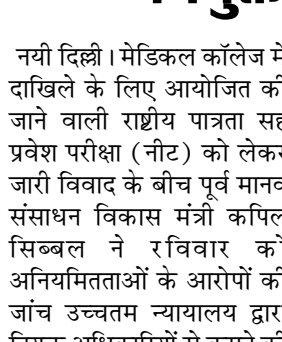 नयी दिल्ली। मेडिकल कॉलेज में
दाखिले के लिए आयोजित की
जाने वाली राष्ट्रीय पात्रता सह
प्रवेश परीक्षा (नीट) को लेकर
जारी विवाद के बीच पूर्व मानव
संसाधन विकास मंत्री कपिल
सिब्बल ने रविवार को
अनियमितताओं के आरोपों की
जांच उच्चतम न्यायालय द्वारा